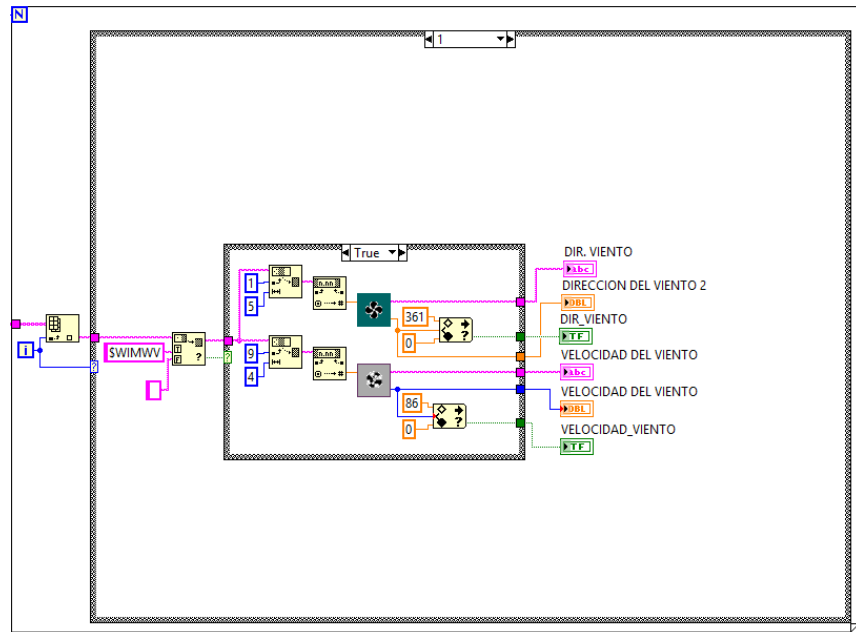 N
1
True
DIR. VIENTO
abc
1
5
DIRECCION DEL VIENTO 2
DBL
361
0
DIR_VIENTO
TF
i
$WIMWV
9
4
VELOCIDAD DEL VIENTO
abc
86
0
VELOCIDAD DEL VIENTO
DBL
VELOCIDAD_VIENTO
TF